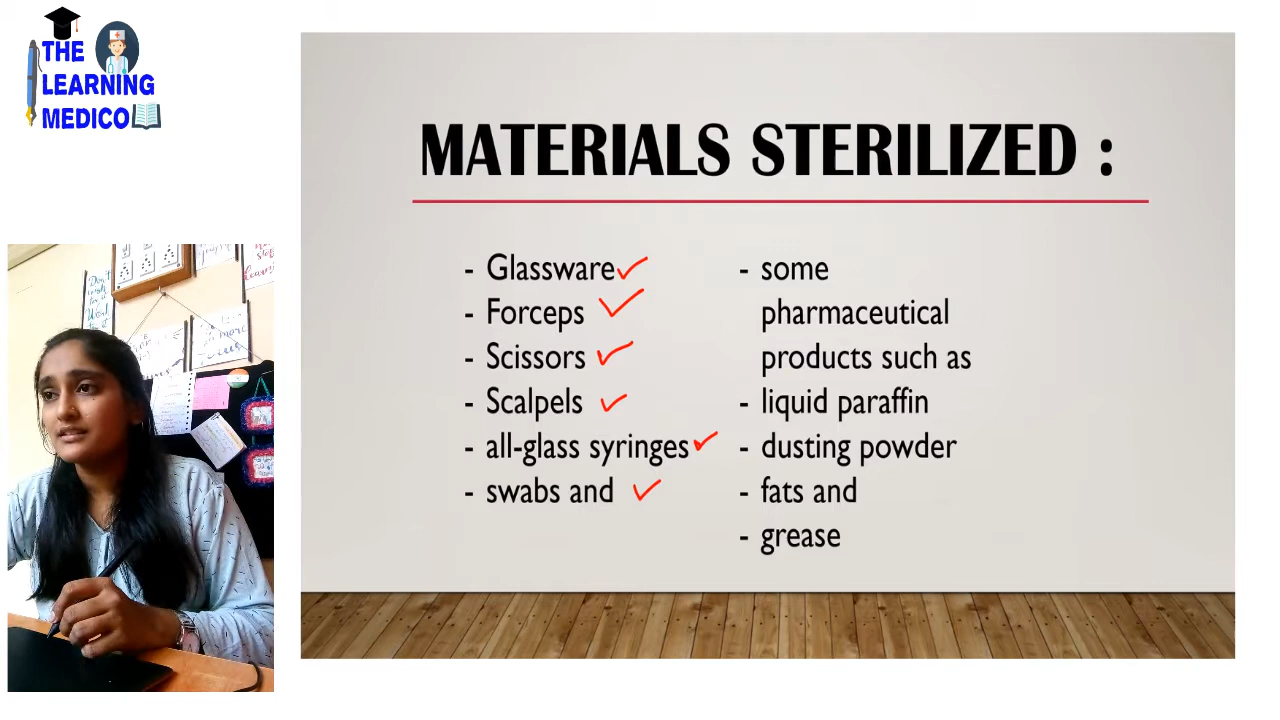 THE
LEARNING
MEDICO
MATERIALS STERILIZED :
- Glassware
- Forceps
- Scissors
- Scalpels
- all-glass syringes
- swabs and
- some
pharmaceutical
products such as
- liquid paraffin
- dusting powder
- fats and
- grease